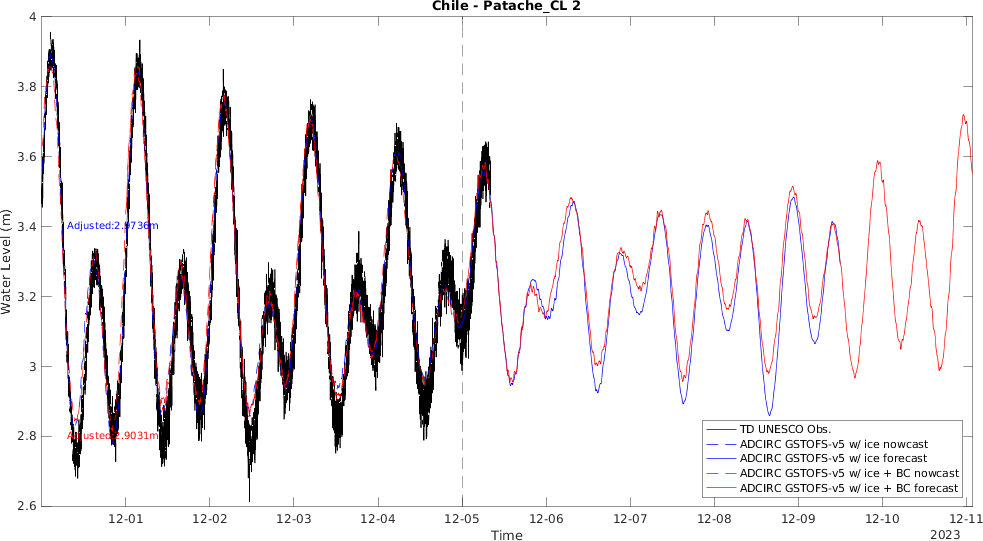 Chile - Patache_CL 2
4
3.8
3.6
3.4
3.2
3
2.8
2.6
Water Level (m)
Adjusted:2.9736m
Adjusted:2.9031m
TD UNESCO Obs.
ADCIRC GSTOFS-v5 w/ ice nowcast
ADCIRC GSTOFS-v5 w/ ice forecast
ADCIRC GSTOFS-v5 w/ ice + BC nowcast
ADCIRC GSTOFS-v5 w/ ice + BC forecast
12-01 12-02 12-03 12-04 12-05 12-06 12-07 12-08 12-09 12-10 12-11
Time
2023